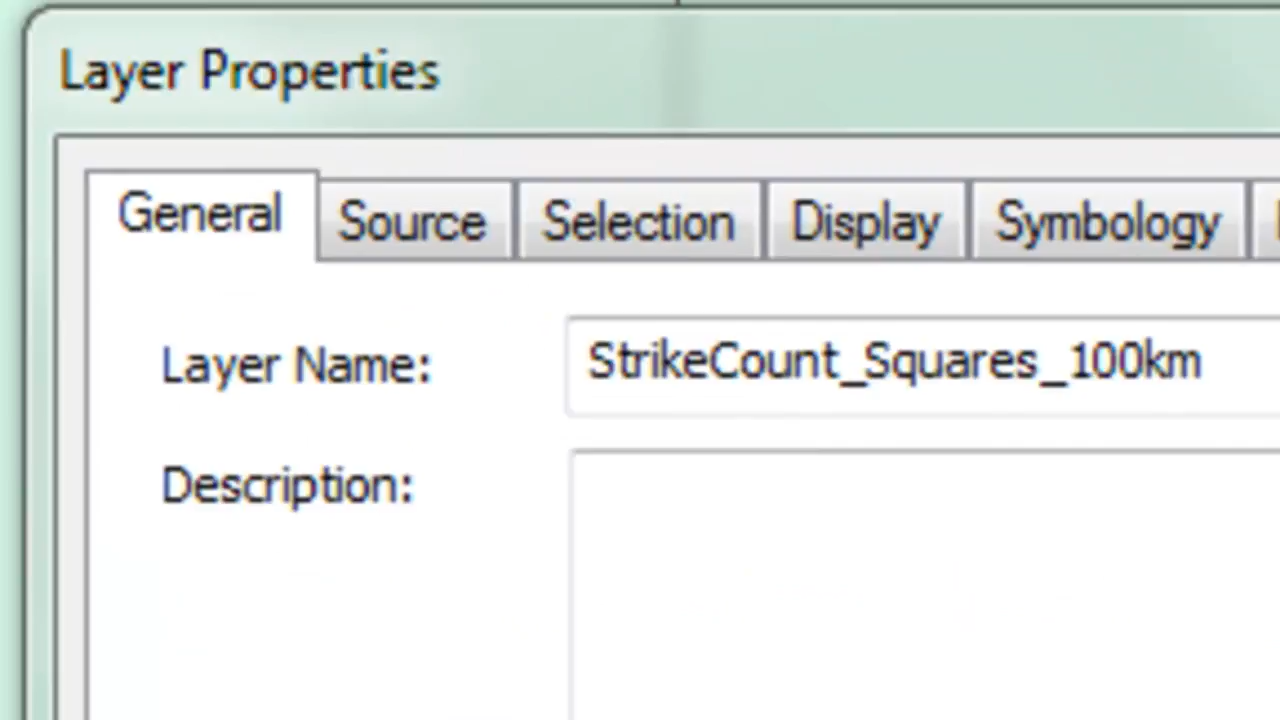 Layer Properties
General Source Selection Display Symbology
Layer Name: StrikeCount_Squares_100km
Description: